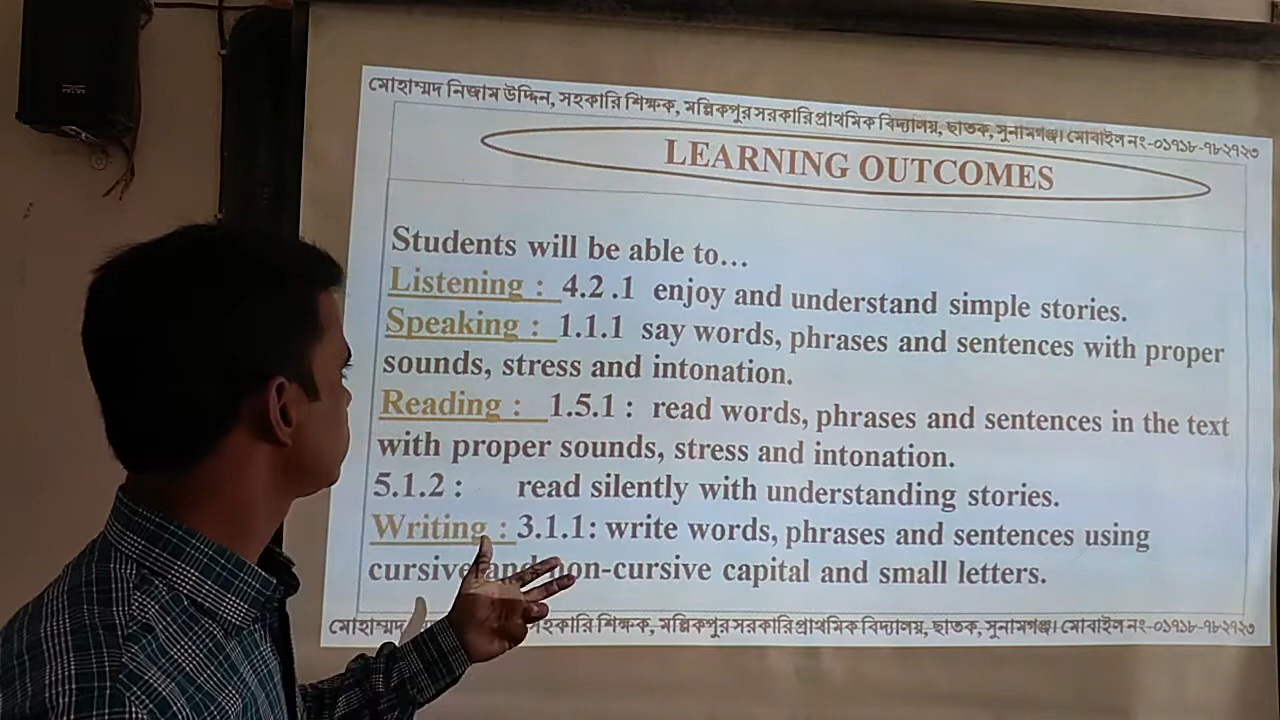 মোহাম্মদ নিজাম উদ্দিন, সহকারি শিক্ষক, মল্লিকপুর সরকারি প্রাথমিক বিদ্যালয়, ছাতক, সুনামগঞ্জ। মোবাইল নং-০১৭১৮-৭৮২৭২৩
LEARNING OUTCOMES
Students will be able to...
Listening : 4.2 .1 enjoy and understand simple stories.
Speaking : 1.1.1 say words, phrases and sentences with proper
sounds, stress and intonation.
Reading : 1.5.1 : read words, phrases and sentences in the text
with proper sounds, stress and intonation.
5.1.2 : read silently with understanding stories.
Writing : 3.1.1: write words, phrases and sentences using
cursive and non-cursive capital and small letters.
মোহাম্মদ সহকারি শিক্ষক, মল্লিকপুর সরকারি প্রাথমিক বিদ্যালয়, ছাতক, সুনামগঞ্জ। মোবাইল নং-০১৭১৮-৭৮২৭২৩